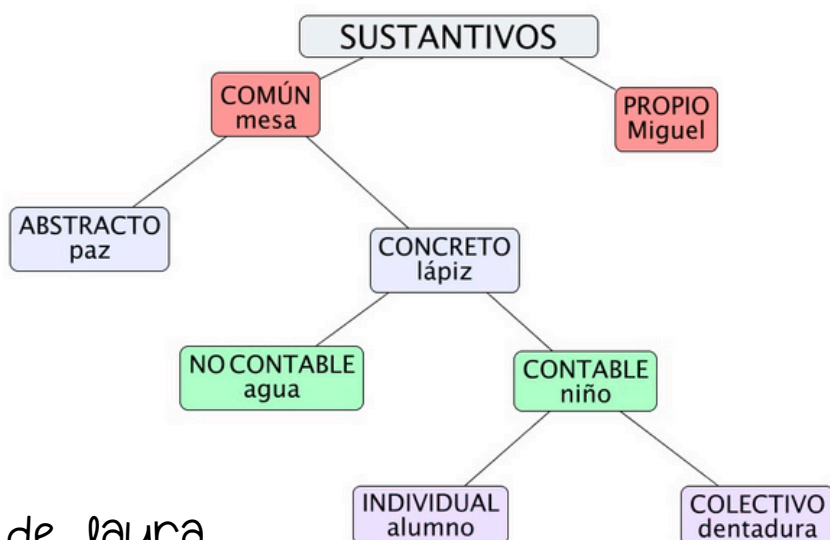 SUSTANTIVOS
COMÚN
mesa
PROPIO
Miguel
ABSTRACTO
paz
CONCRETO
lápiz
NO CONTABLE
agua
CONTABLE
niño
INDIVIDUAL
alumno
COLECTIVO
dentadura
de laura